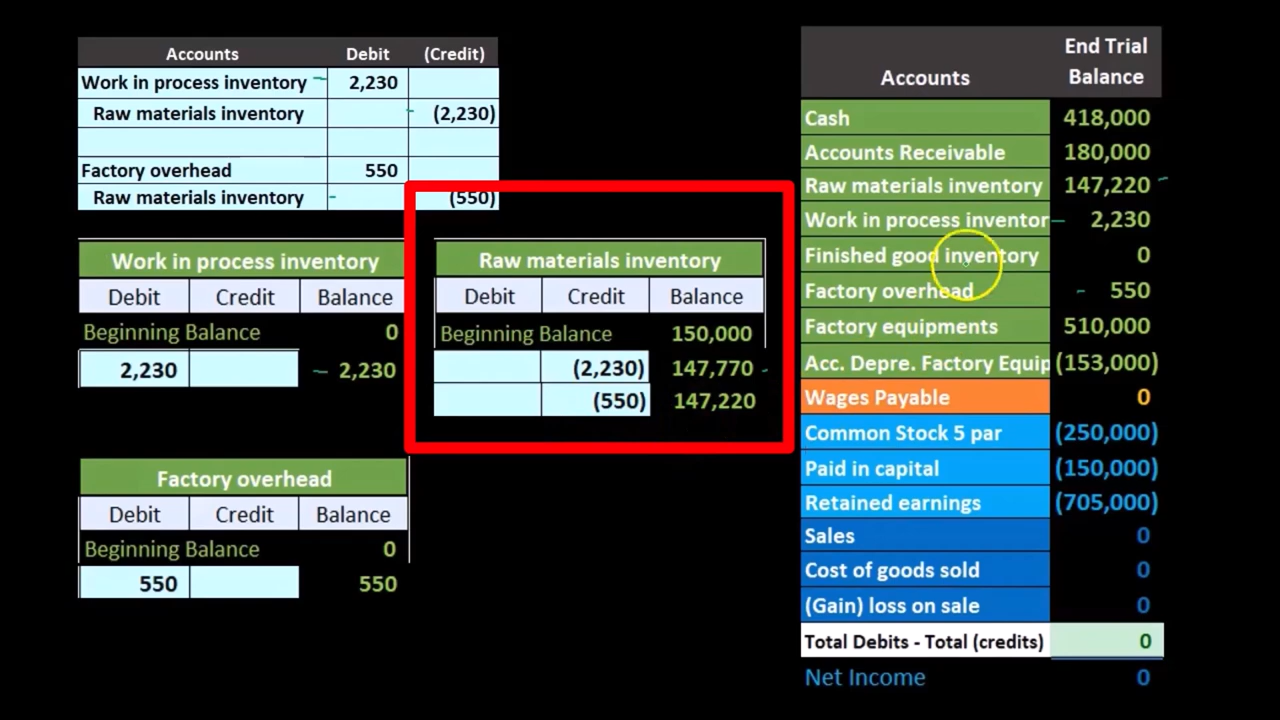 Accounts Debit (Credit)
Work in process inventory 2,230
Raw materials inventory (2,230)
Factory overhead 550
Raw materials inventory (550)
Work in process inventory
Debit Credit Balance
Beginning Balance 0
2,230 2,230
Raw materials inventory
Debit Credit Balance
Beginning Balance 150,000
(2,230) 147,770
(550) 147,220
Factory overhead
Debit Credit Balance
Beginning Balance 0
550 550
End Trial
Accounts Balance
Cash 418,000
Accounts Receivable 180,000
Raw materials inventory 147,220
Work in process inventor 2,230
Finished good inventory 0
Factory overhead 550
Factory equipments 510,000
Acc. Depre. Factory Equip (153,000)
Wages Payable 0
Common Stock 5 par (250,000)
Paid in capital (150,000)
Retained earnings (705,000)
Sales 0
Cost of goods sold 0
(Gain) loss on sale 0
Total Debits - Total (credits) 0
Net Income 0